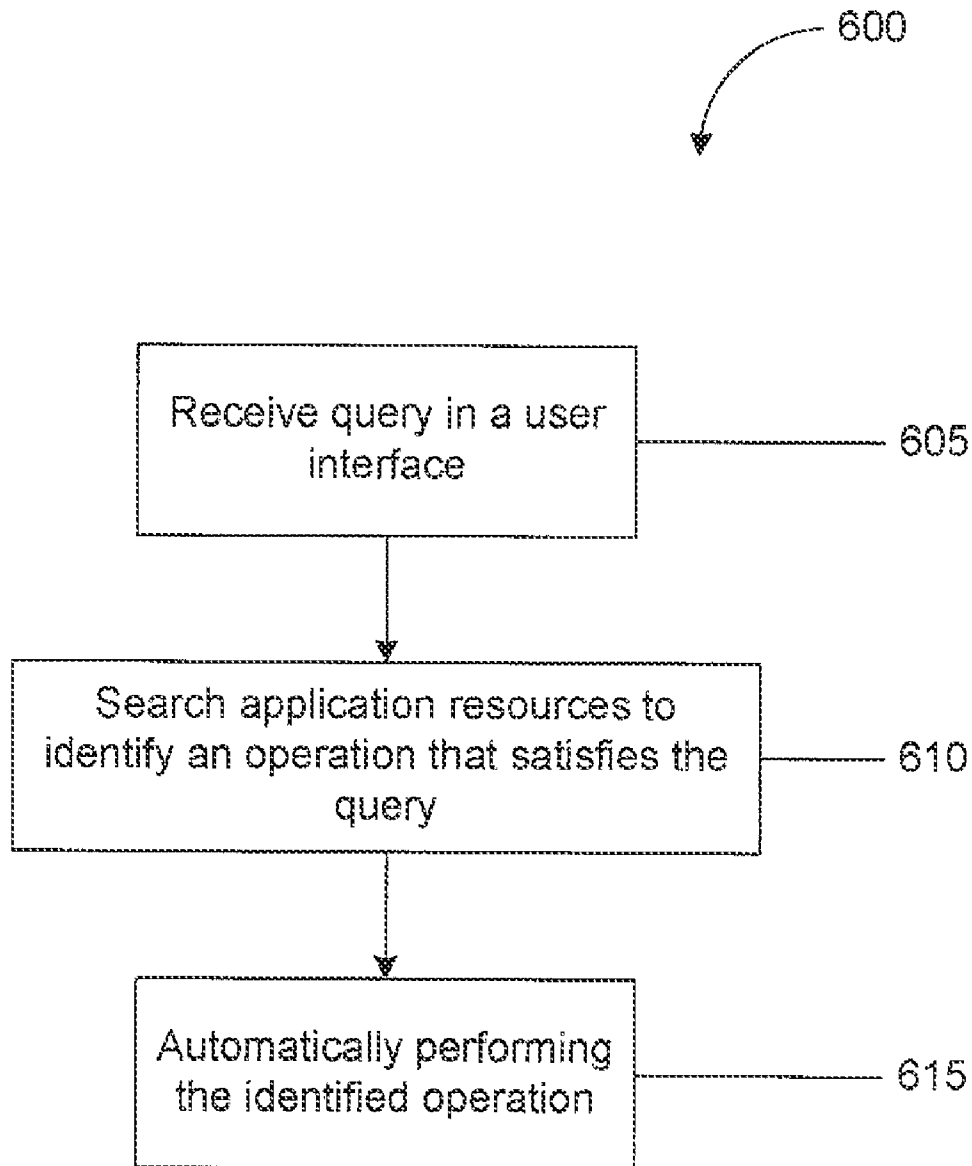 600
Receive query in a user
interface
605
Search application resources to
identify an operation that satisfies the
query
610
Automatically performing
the identified operation
615